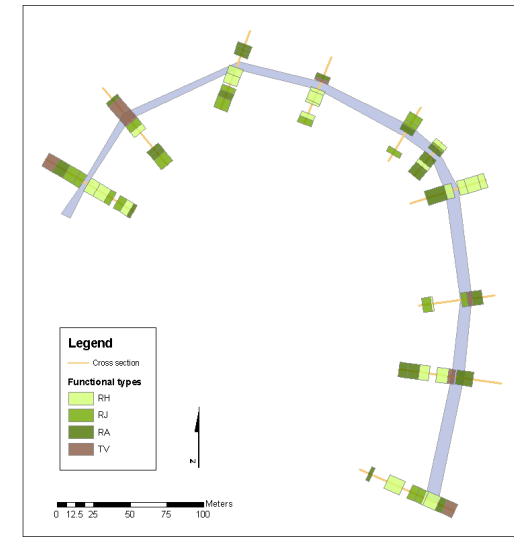 Legend
Cross section
Functional types
RH
RJ
RA
TV
N
Meters
0 12.5 25 50 75 100